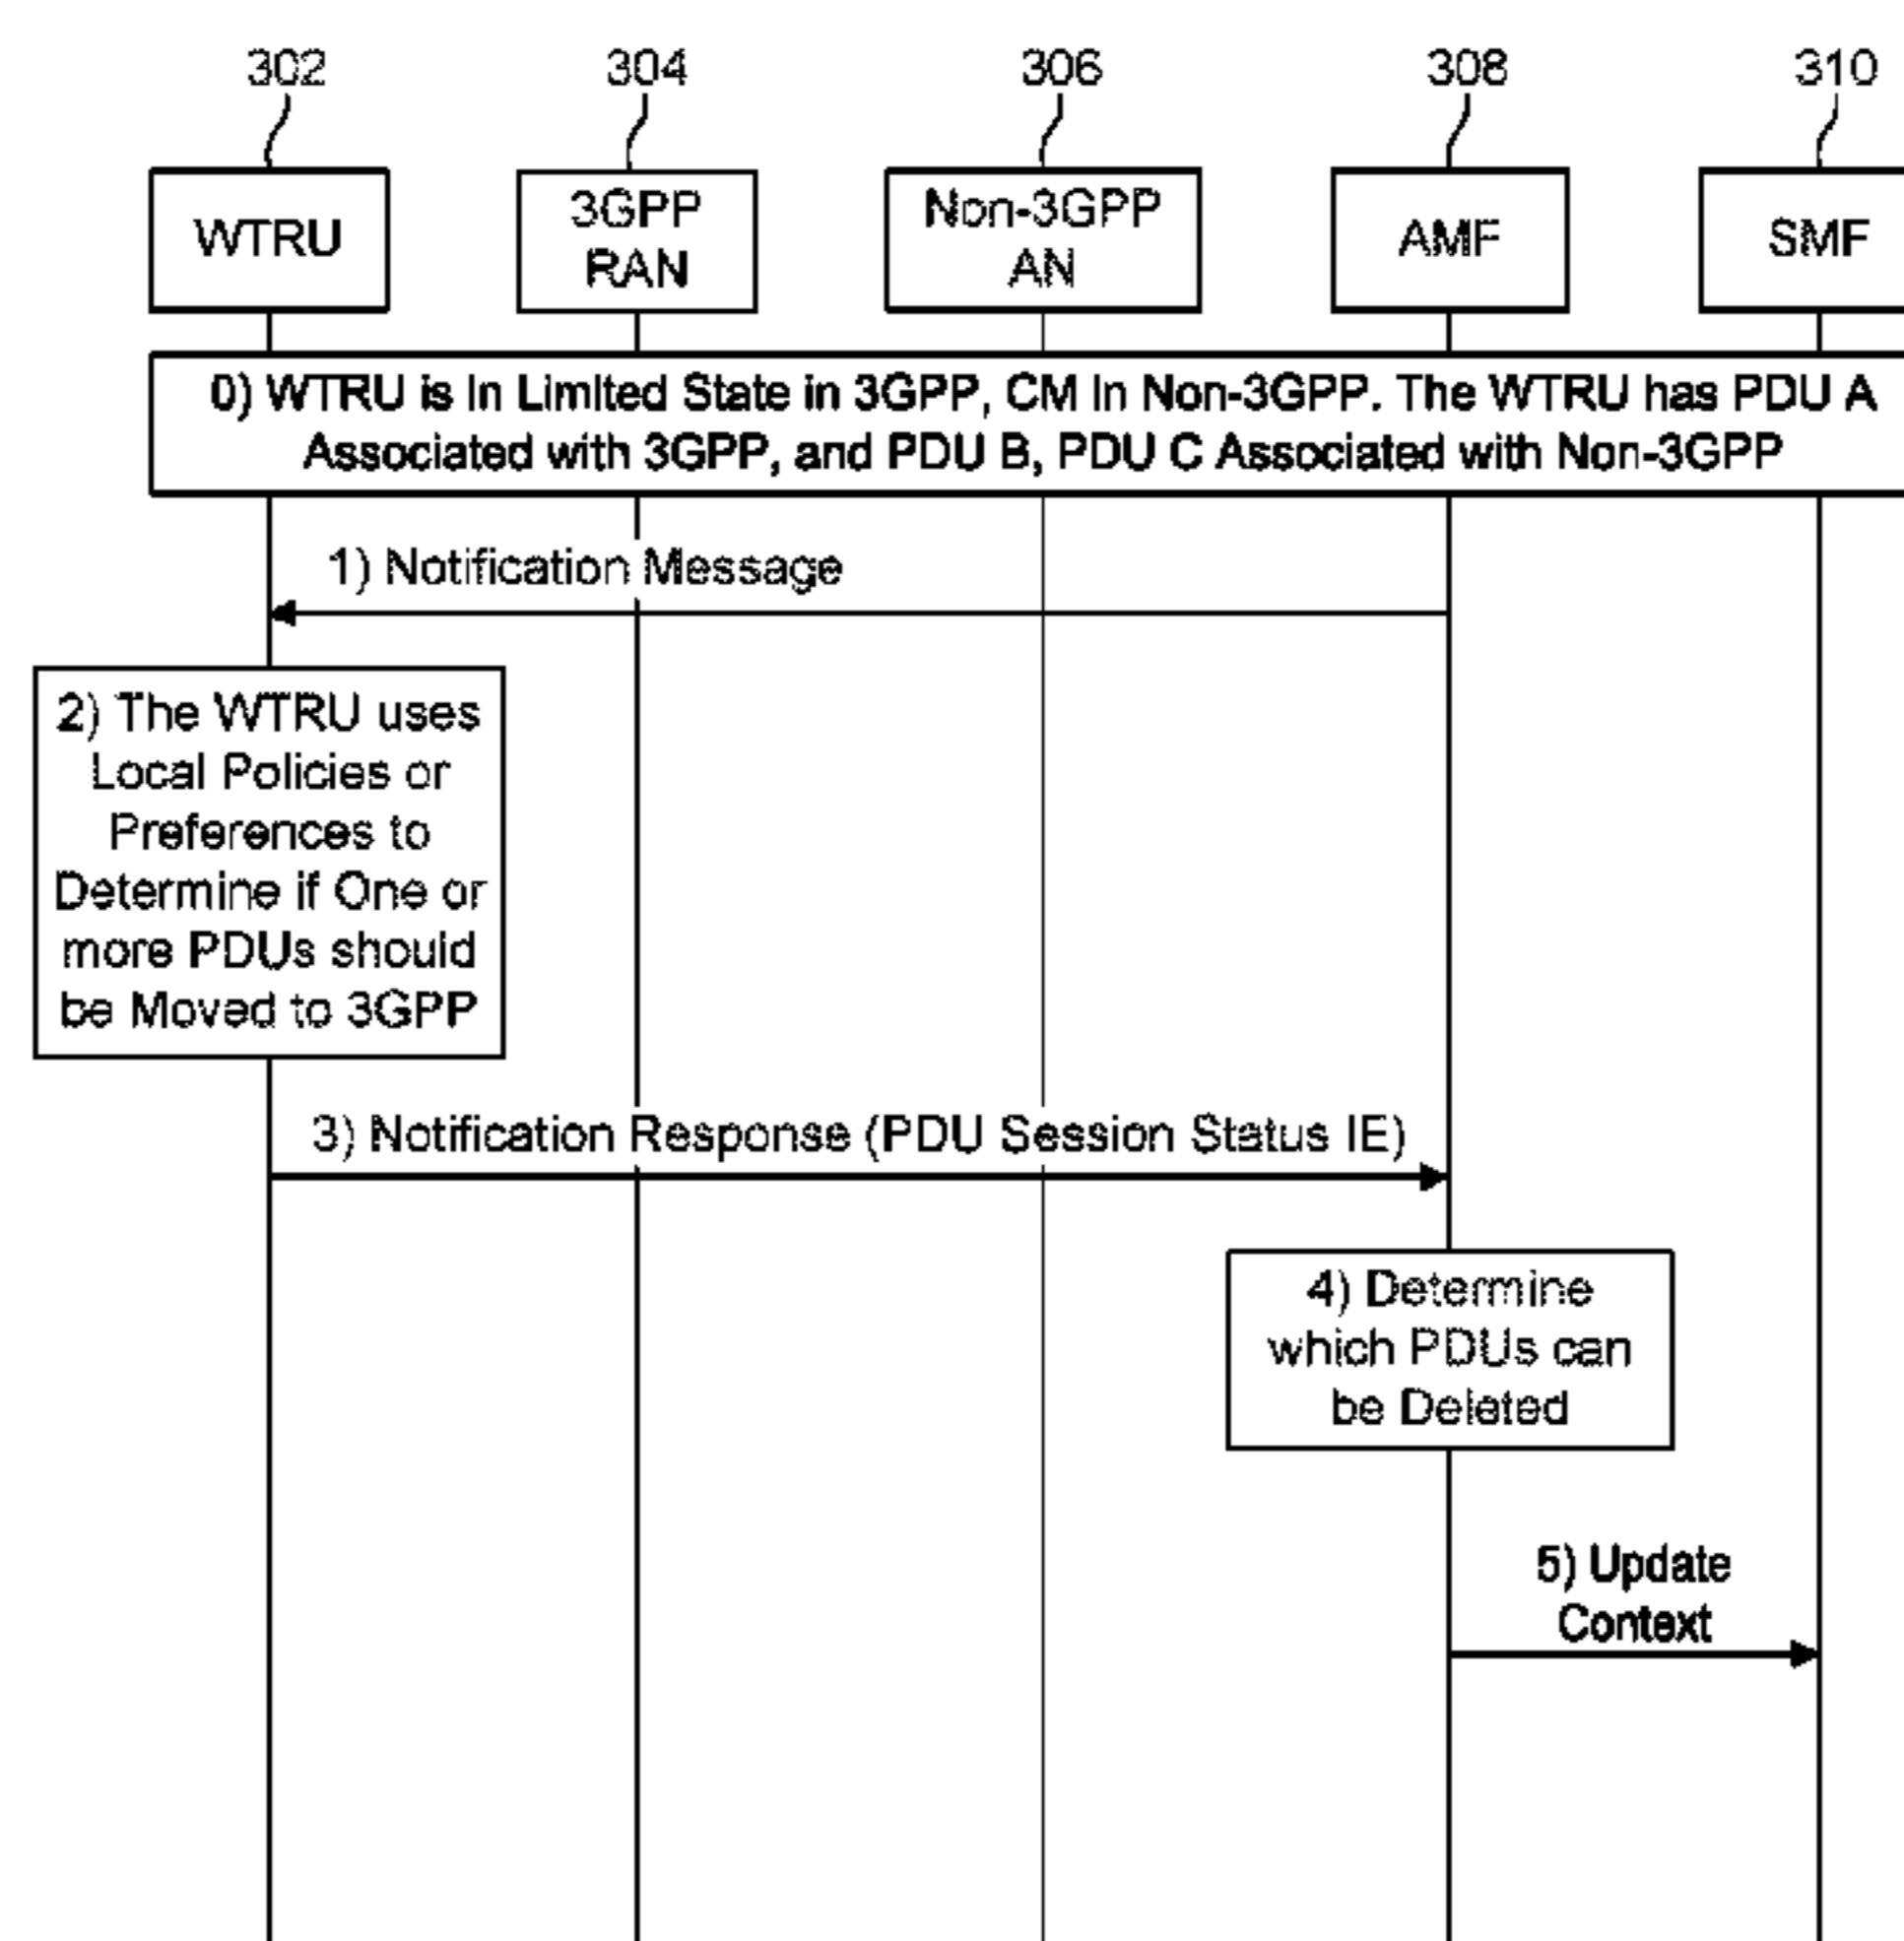 302
304
306
308
310
WTRU
3GPP
RAN
Non-3GPP
AN
AMF
SMF
0) WTRU is in Limited State in 3GPP, CM in Non-3GPP. The WTRU has PDU A
Associated with 3GPP, and PDU B, PDU C Associated with Non-3GPP
1) Notification Message
2) The WTRU uses
Local Policies or
Preferences to
Determine if One or
more PDUs should
be Moved to 3GPP
3) Notification Response (PDU Session Status IE)
4) Determine
which PDUs can
be Deleted
5) Update
Context